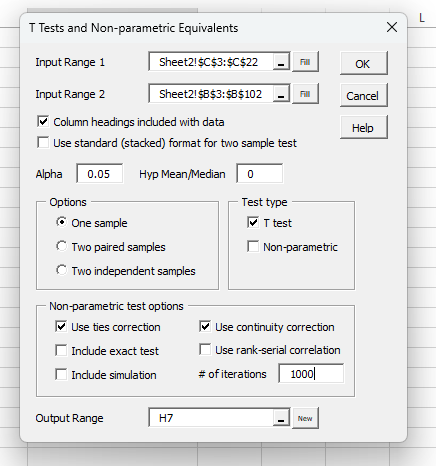 L
T Tests and Non-parametric Equivalents
Input Range 1 Sheet2!$C$3:$C$22 Fill OK
Input Range 2 Sheet2!$B$3:$B$102 Fill Cancel
Column headings included with data
Help
Use standard (stacked) format for two sample test
Alpha 0.05 Hyp Mean/Median 0
Options Test type
One sample T test
Two paired samples Non-parametric
Two independent samples
Non-parametric test options
Use ties correction Use continuity correction
Include exact test Use rank-serial correlation
Include simulation # of iterations 1000
Output Range H7 New